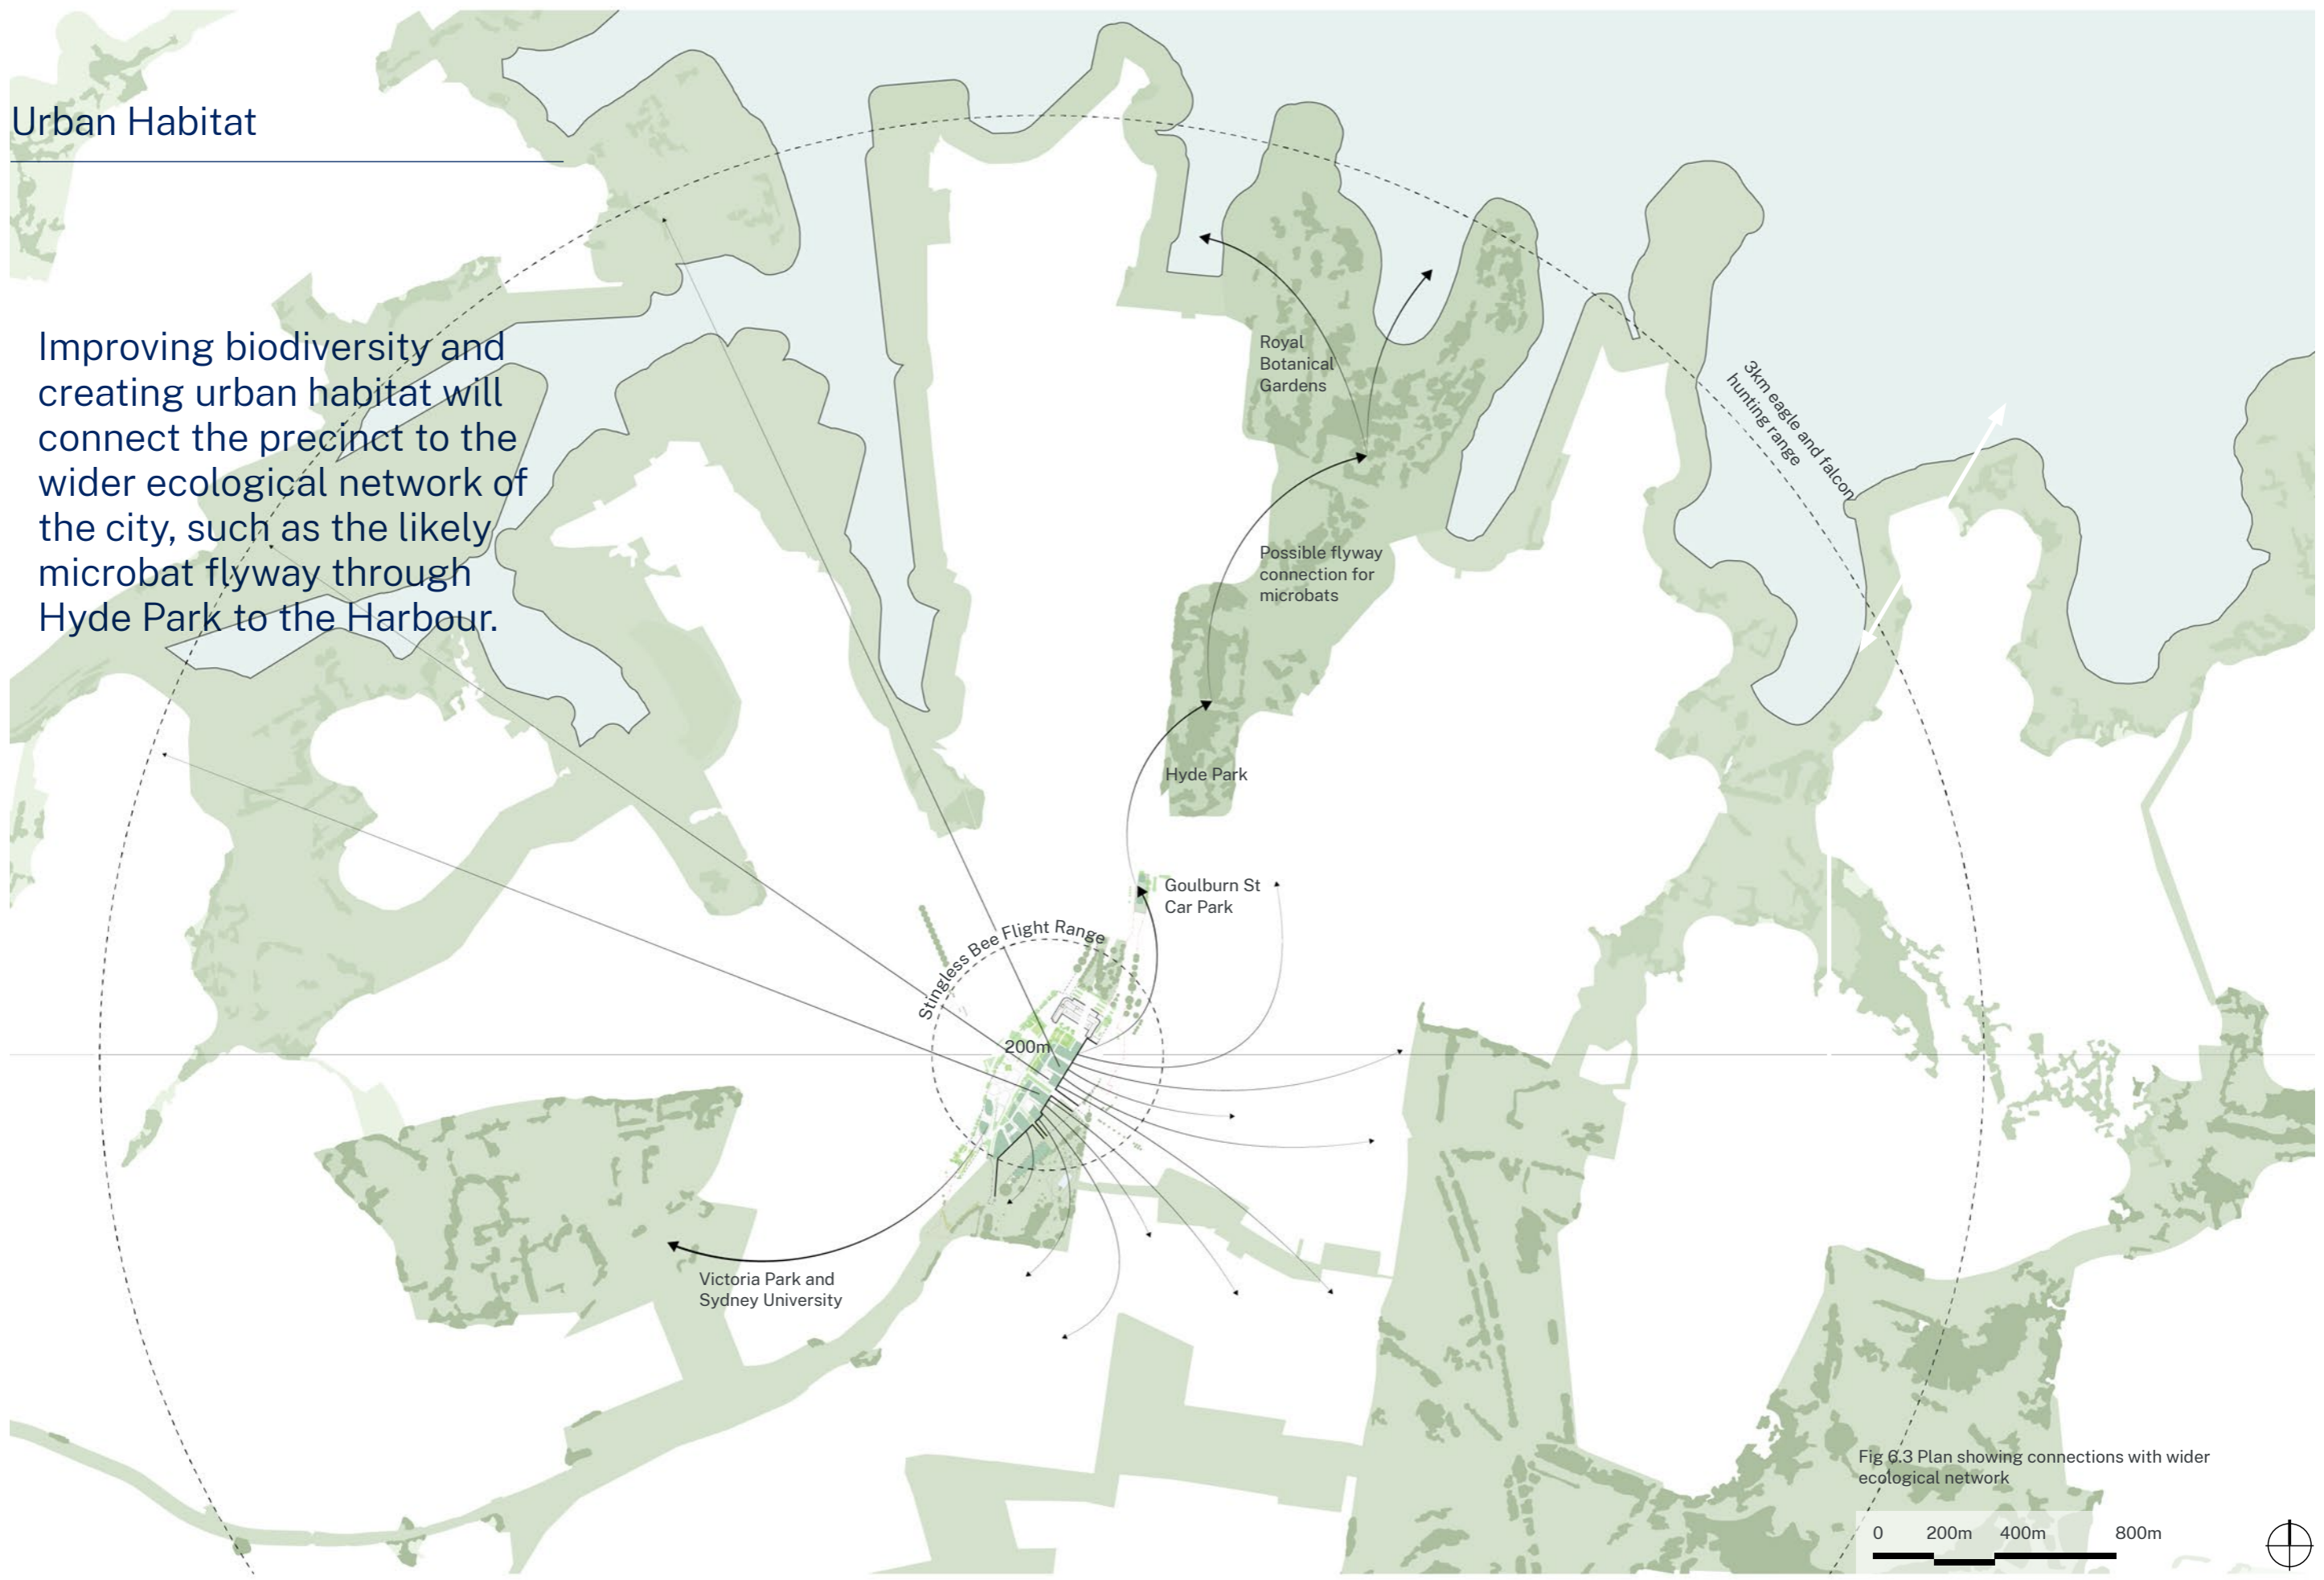 Urban Habitat
Improving biodiversity and
creating urban habitat will
connect the precinct to the
wider ecological network of
the city, such as the likely
microbat flyway through
Hyde Park to the Harbour.
Royal
Botanical
Gardens
3km eagle and falcon
hunting range
Possible flyway
connection for
microbats
Hyde Park
Goulburn St
Car Park
Stingless Bee Flight Range
200m
Victoria Park and
Sydney University
Fig 6.3 Plan showing connections with wider
ecological network
0 200m 400m 800m